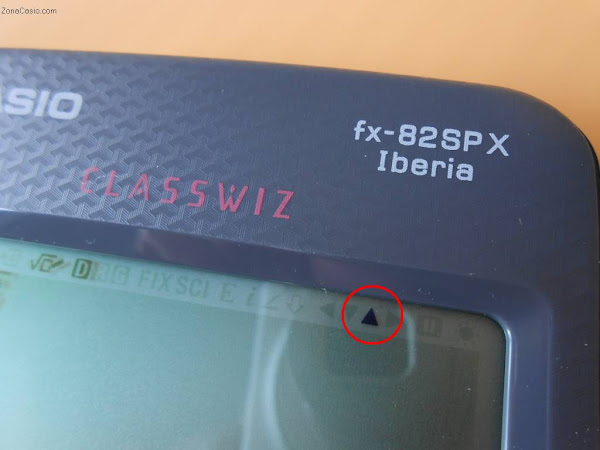 ZonaCasio.com
ASIO
fx-82SPX
Iberia
CLASSWIZ
D R G FIX SCI E i